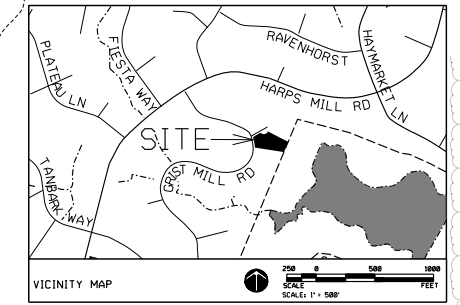 RAVENHORST
HAYMARKET LN
FIESTA WAY
PLATEAU LN
HARPS MILL RD
SITE
GRIST MILL RD
TANBARK WAY
VICINITY MAP
250 0 500 1000
SCALE FEET
SCALE: 1" = 500'